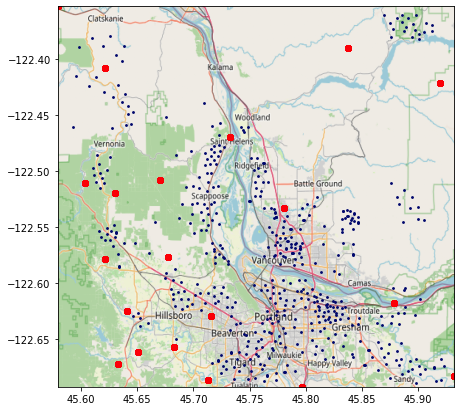 Clatskanie
−122.40
Kalama
−122.45
Woodland
Vernonia
Saint Helens
Ridgefield
−122.50
Battle Ground
Scappoose
−122.55
Vancouver
Camas
−122.60
Hillsboro
Portland
Troutdale
Beaverton
Gresham
−122.65
Milwaukie
Tigard
Happy Valley
Tualatin
Sandy
45.60 45.65 45.70 45.75 45.80 45.85 45.90